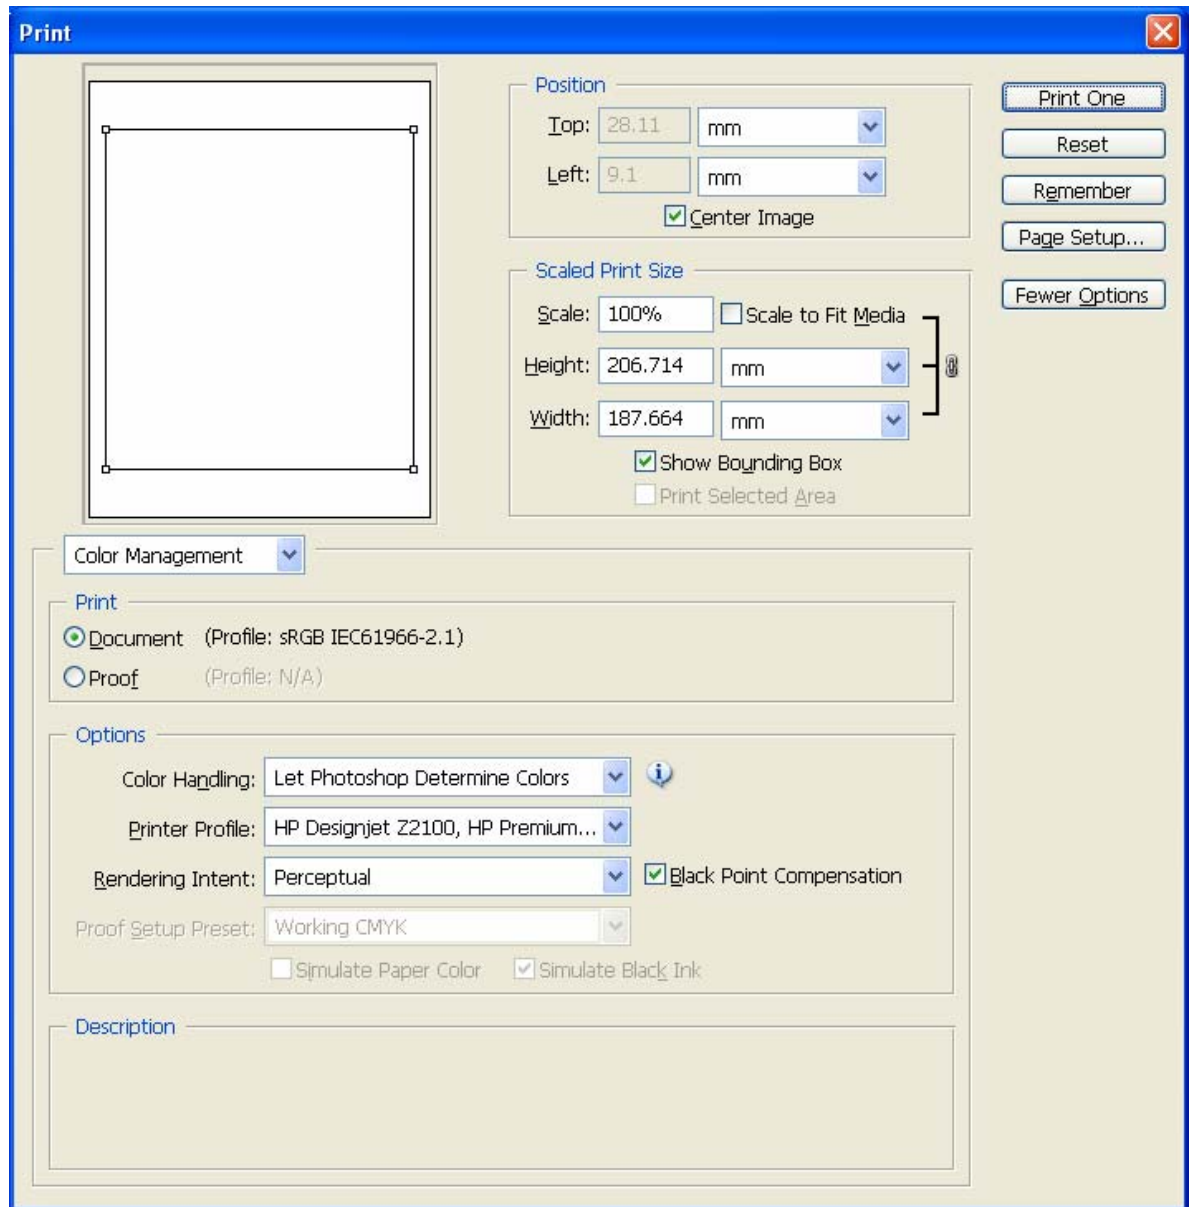 Print
Position
Top: 28.11 mm
Left: 9.1 mm
Center Image
Print One
Reset
Remember
Page Setup...
Fewer Options
Scaled Print Size
Scale: 100% Scale to Fit Media
Height: 206.714 mm
Width: 187.664 mm
Show Bounding Box
Print Selected Area
Color Management
Print
Document (Profile: sRGB IEC61966-2.1)
Proof (Profile: N/A)
Options
Color Handling: Let Photoshop Determine Colors
Printer Profile: HP Designjet Z2100, HP Premium...
Rendering Intent: Perceptual Black Point Compensation
Proof Setup Preset: Working CMYK
Simulate Paper Color Simulate Black Ink
Description